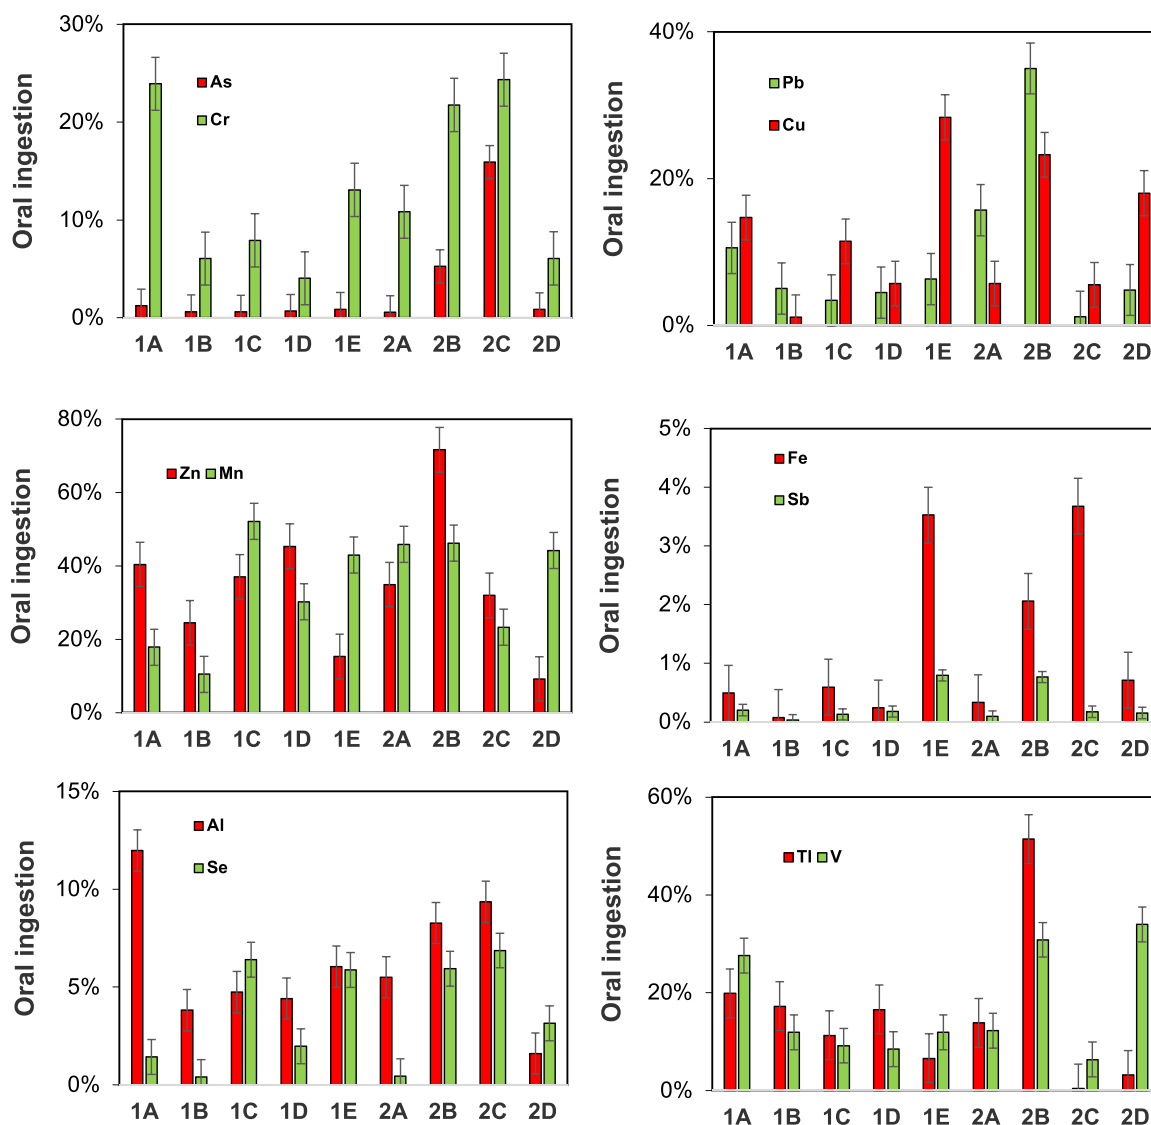 30%
20%
10%
0%
Oral ingestion
As
Cr
1A 1B 1C 1D 1E 2A 2B 2C 2D
40%
20%
0%
Oral ingestion
Pb
Cu
1A 1B 1C 1D 1E 2A 2B 2C 2D
80%
60%
40%
20%
0%
Oral ingestion
Zn Mn
1A 1B 1C 1D 1E 2A 2B 2C 2D
5%
4%
3%
2%
1%
0%
Oral ingestion
Fe
Sb
1A 1B 1C 1D 1E 2A 2B 2C 2D
15%
10%
5%
0%
Oral ingestion
Al
Se
1A 1B 1C 1D 1E 2A 2B 2C 2D
60%
40%
20%
0%
Oral ingestion
Tl V
1A 1B 1C 1D 1E 2A 2B 2C 2D